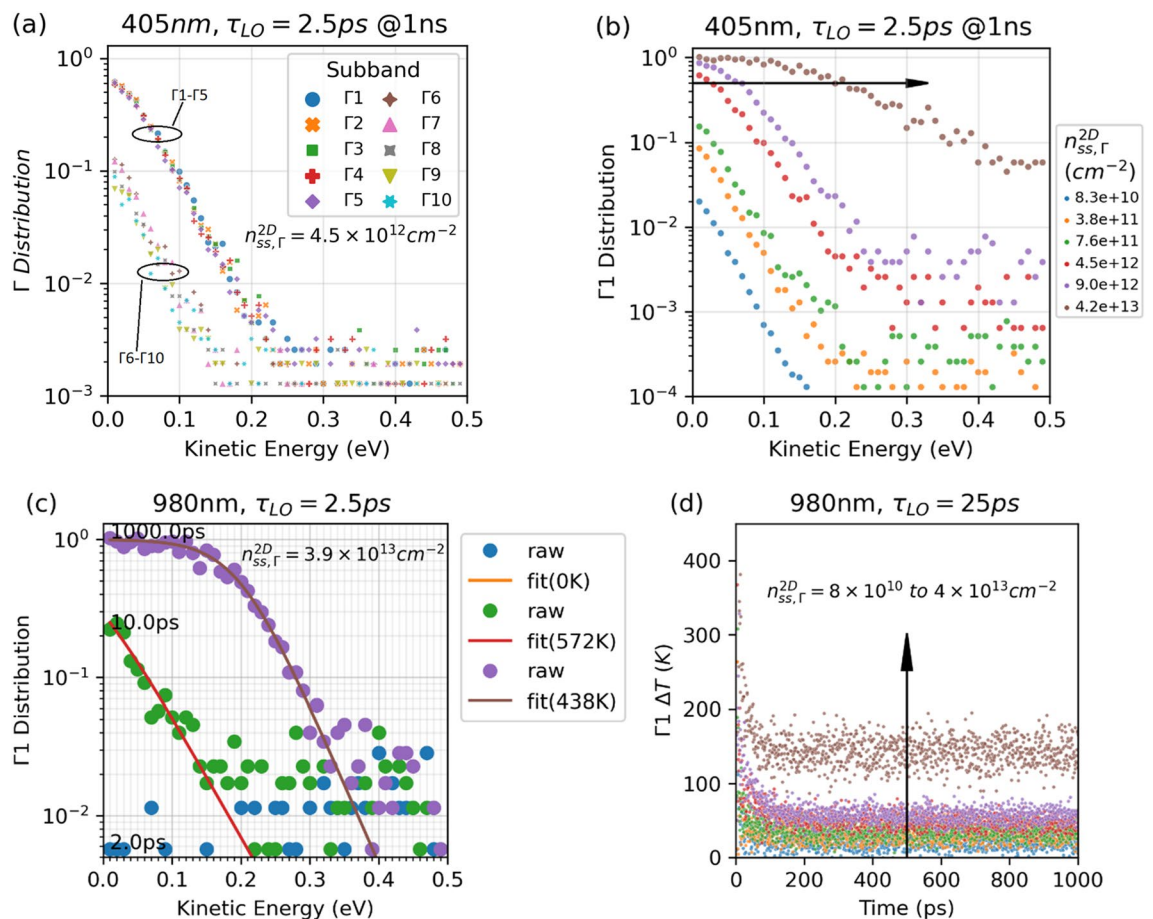 (a)
405nm, τ_LO = 2.5ps @1ns
Γ Distribution
10^0
10^-1
10^-2
10^-3
Γ1-Γ5
Γ6-Γ10
Subband
Γ1 Γ6
Γ2 Γ7
Γ3 Γ8
Γ4 Γ9
Γ5 Γ10
n^2D_ss,Γ = 4.5 × 10^12 cm^-2
0.0 0.1 0.2 0.3 0.4 0.5
Kinetic Energy (eV)
(b)
405nm, τ_LO = 2.5ps @1ns
Γ1 Distribution
10^0
10^-1
10^-2
10^-3
10^-4
0.0 0.1 0.2 0.3 0.4 0.5
Kinetic Energy (eV)
n^2D_ss,Γ
(cm^-2)
8.3e+10
3.8e+11
7.6e+11
4.5e+12
9.0e+12
4.2e+13
(c)
980nm, τ_LO = 2.5ps
Γ1 Distribution
10^0
10^-1
10^-2
1000.0ps
n^2D_ss,Γ = 3.9 × 10^13 cm^-2
10.0ps
2.0ps
0.0 0.1 0.2 0.3 0.4 0.5
Kinetic Energy (eV)
raw
fit(0K)
raw
fit(572K)
raw
fit(438K)
(d)
980nm, τ_LO = 25ps
Γ1 ΔT (K)
400
300
200
100
0
n^2D_ss,Γ = 8 × 10^10 to 4 × 10^13 cm^-2
0 200 400 600 800 1000
Time (ps)